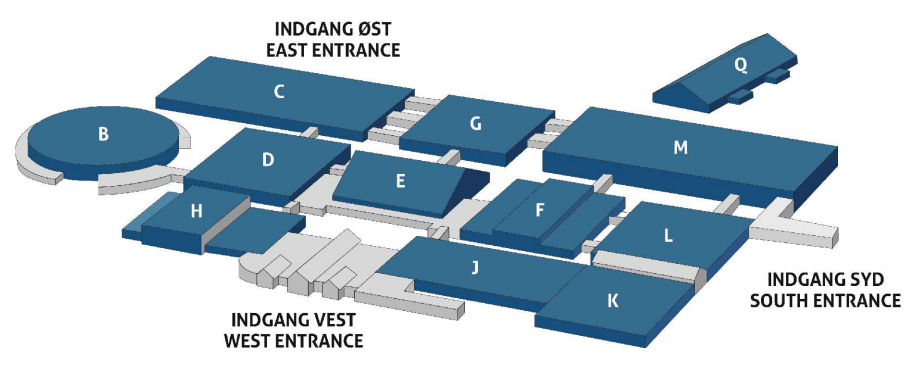 INDGANG ØST
EAST ENTRANCE
Q
C
B
G
M
D
E
H
F
L
J
K
INDGANG SYD
SOUTH ENTRANCE
INDGANG VEST
WEST ENTRANCE